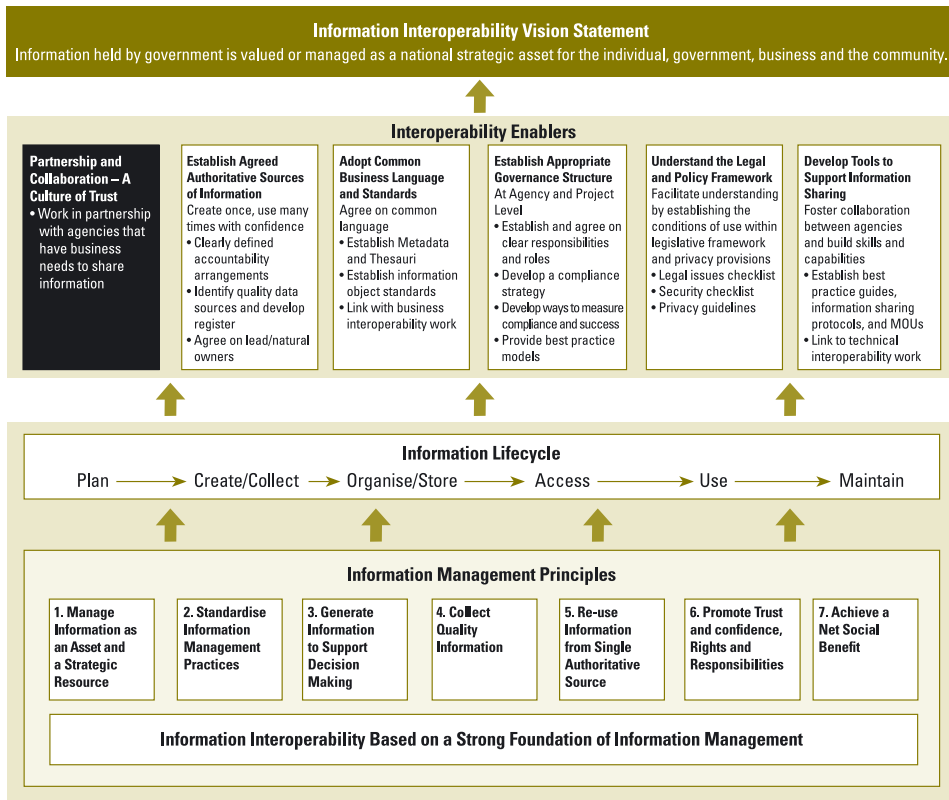 Information Interoperability Vision Statement
Information held by government is valued or managed as a national strategic asset for the individual, government, business and the community.
Interoperability Enablers
Partnership and
Collaboration – A
Culture of Trust
• Work in partnership
with agencies that
have business
needs to share
information
Establish Agreed
Authoritative Sources
of Information
Create once, use many
times with confidence
• Clearly defined
accountability
arrangements
• Identify quality data
sources and develop
register
• Agree on lead/natural
owners
Adopt Common
Business Language
and Standards
Agree on common
language
• Establish Metadata
and Thesauri
• Establish information
object standards
• Link with business
interoperability work
Establish Appropriate
Governance Structure
At Agency and Project
Level
• Establish and agree on
clear responsibilities
and roles
• Develop a compliance
strategy
• Develop ways to measure
compliance and success
• Provide best practice
models
Understand the Legal
and Policy Framework
Facilitate understanding
by establishing the
conditions of use within
legislative framework
and privacy provisions
• Legal issues checklist
• Security checklist
• Privacy guidelines
Develop Tools to
Support Information
Sharing
Foster collaboration
between agencies
and build skills and
capabilities
• Establish best
practice guides,
information sharing
protocols, and MOUs
• Link to technical
interoperability work
Information Lifecycle
Plan Create/Collect Organise/Store Access Use Maintain
Information Management Principles
1. Manage
Information as
an Asset and
a Strategic
Resource
2. Standardise
Information
Management
Practices
3. Generate
Information
to Support
Decision
Making
4. Collect
Quality
Information
5. Re-use
Information
from Single
Authoritative
Source
6. Promote Trust
and confidence,
Rights and
Responsibilities
7. Achieve a
Net Social
Benefit
Information Interoperability Based on a Strong Foundation of Information Management